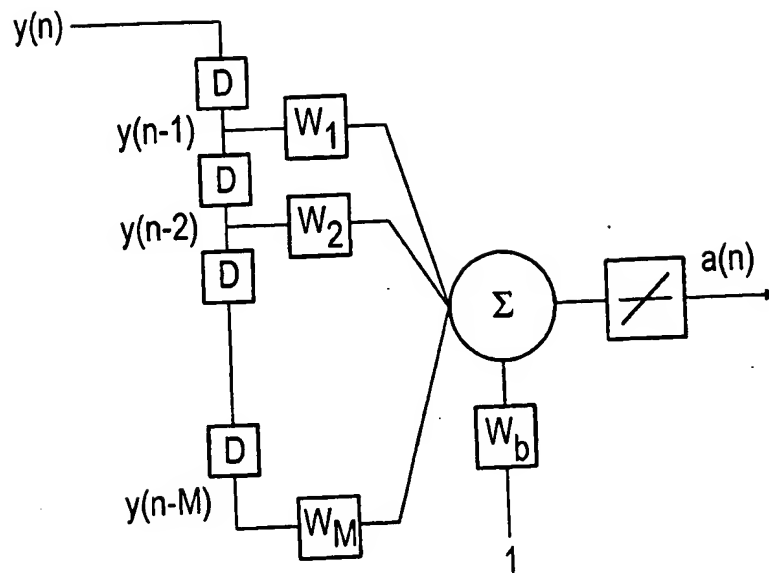 y(n)
D
y(n-1)
W1
D
y(n-2)
W2
D
Σ
a(n)
D
Wb
y(n-M)
WM
1